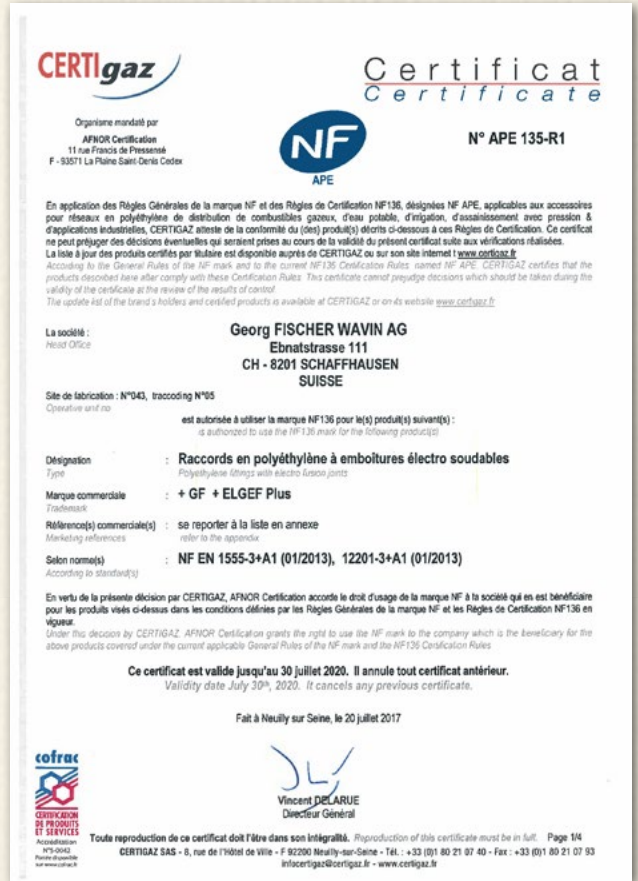 CERTIgaz
Certificat
Certificate
Organisme mandaté par
AFNOR Certification
11 rue Francis de Pressensé
F - 93571 La Plaine Saint-Denis Cedex
NF
APE
N° APE 135-R1
En application des Règles Générales de la marque NF et des Règles de Certification NF136, désignées NF APE, applicables aux accessoires
pour réseaux en polyéthylène de distribution de combustibles gazeux, d'eau potable, d'irrigation, d'assainissement avec pression &
d'applications industrielles, CERTIGAZ atteste de la conformité du (des) produit(s) décrits ci-dessous à ces Règles de Certification. Ce certificat
ne peut préjuger des décisions éventuelles qui seraient prises au cours de la validité du présent certificat suite aux vérifications réalisées.
La liste à jour des produits certifiés par titulaire est disponible auprès de CERTIGAZ ou sur son site internet t www.certigaz.fr
According to the General Rules of the NF mark and to the current NF136 Certification Rules named NF APE, CERTIGAZ certifies that the
products described here after comply with these Certification Rules. This certificate cannot prejudge decisions which should be taken during the
validity of the certificate at the review of the results of control.
The update list of the brand's holders and certified products is available at CERTIGAZ or on its website www.certigaz.fr
La société :
Head Office
Georg FISCHER WAVIN AG
Ebnatstrasse 111
CH - 8201 SCHAFFHAUSEN
SUISSE
Site de fabrication : N°043, traccoding N°05
Operative unit no
est autorisée à utiliser la marque NF136 pour le(s) produit(s) suivant(s) :
is authorized to use the NF136 mark for the following product(s)
Désignation : Raccords en polyéthylène à emboitures électro soudables
Type Polyethylene fittings with electro fusion joints
Marque commerciale : + GF + ELGEF Plus
Trademark
Référence(s) commerciale(s) : se reporter à la liste en annexe
Marketing references refer to the appendix
Selon norme(s) : NF EN 1555-3+A1 (01/2013), 12201-3+A1 (01/2013)
According to standard(s)
En vertu de la présente décision par CERTIGAZ, AFNOR Certification accorde le droit d'usage de la marque NF à la société qui en est bénéficiaire
pour les produits visés ci-dessus dans les conditions définies par les Règles Générales de la marque NF et les Règles de Certification NF136 en
vigueur.
Under this decision by CERTIGAZ, AFNOR Certification grants the right to use the NF mark to the company which is the beneficiary for the
above products covered under the current applicable General Rules of the NF mark and the NF136 Certification Rules
Ce certificat est valide jusqu'au 30 juillet 2020. Il annule tout certificat antérieur.
Validity date July 30th, 2020. It cancels any previous certificate.
Fait à Neuilly sur Seine, le 20 juillet 2017
Vincent DELARUE
Directeur Général
cofrac
CERTIFICATION
DE PRODUITS
ET SERVICES
Accréditation
N°5-0042
Portée disponible
sur www.cofrac.fr
Toute reproduction de ce certificat doit l'être dans son intégralité. Reproduction of this certificate must be in full. Page 1/4
CERTIGAZ SAS - 8, rue de l'Hôtel de Ville - F 92200 Neuilly-sur-Seine - Tél. : +33 (0)1 80 21 07 40 - Fax : +33 (0)1 80 21 07 93
infocertigaz@certigaz.fr - www.certigaz.fr